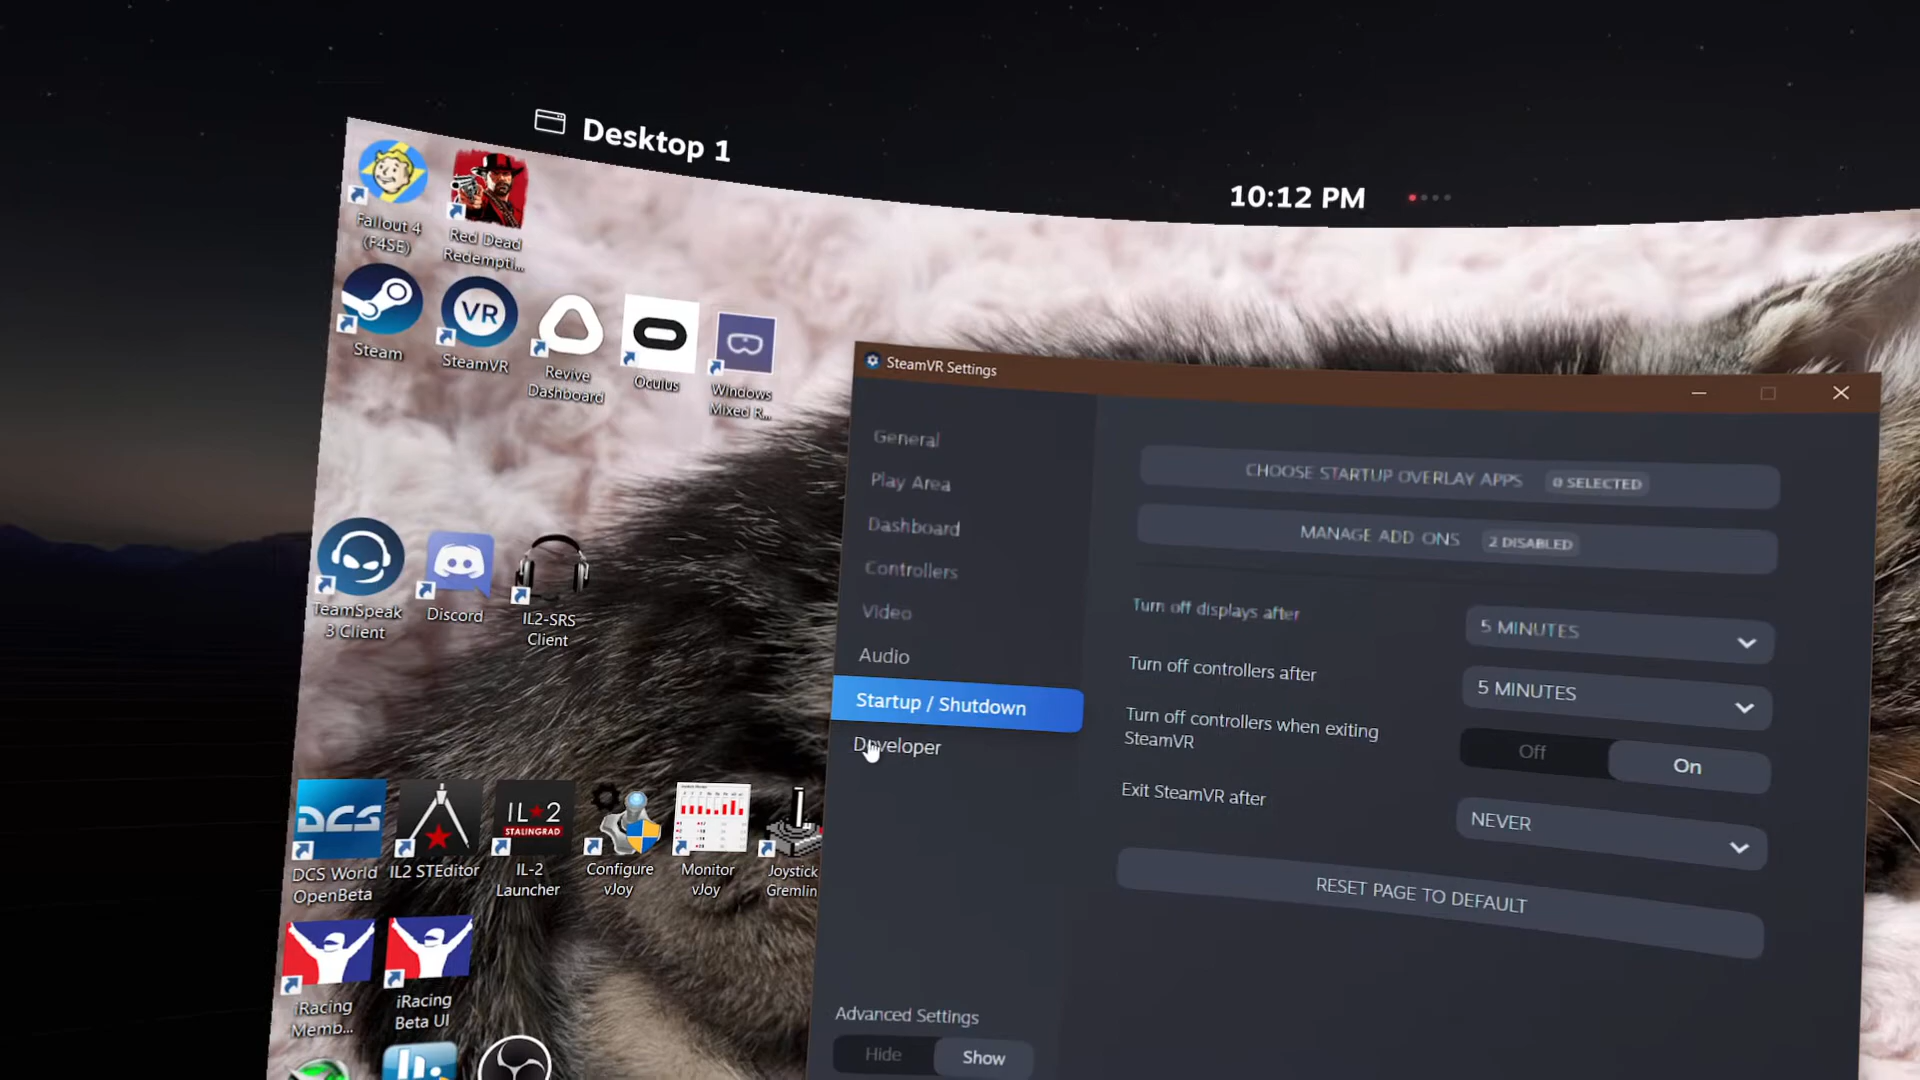 Desktop 1
10:12 PM
Fallout 4
(F4SE)
Red Dead
Redempti...
Steam
VR
SteamVR
Revive
Dashboard
Oculus
Windows
Mixed R...
TeamSpeak
3 Client
Discord
IL2-SRS
Client
DCS
DCS World
OpenBeta
IL2 STEditor
IL★2
STALINGRAD
IL-2
Launcher
Configure
vJoy
Monitor
vJoy
Joystick
Gremlin
iRacing
Memb...
iRacing
Beta UI
SteamVR Settings
General
Play Area
Dashboard
Controllers
Video
Audio
Startup / Shutdown
Developer
Advanced Settings
Hide
Show
CHOOSE STARTUP OVERLAY APPS
0 SELECTED
MANAGE ADD ONS
2 DISABLED
Turn off displays after
5 MINUTES
Turn off controllers after
5 MINUTES
Turn off controllers when exiting
SteamVR
Off
On
Exit SteamVR after
NEVER
RESET PAGE TO DEFAULT